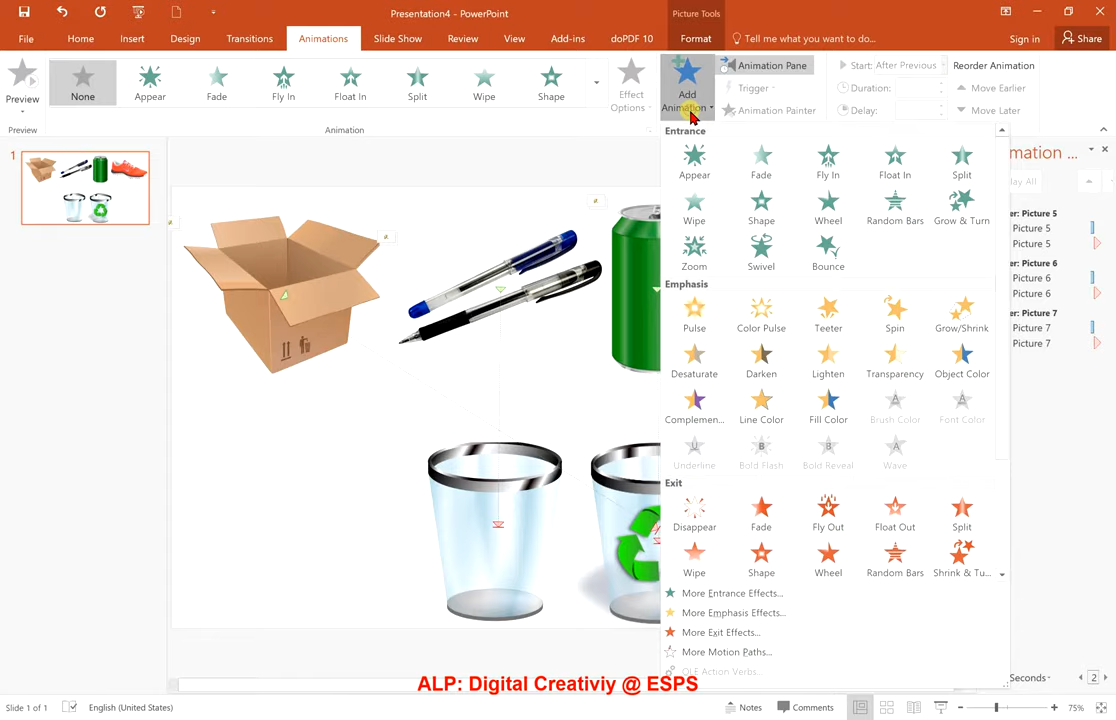 Presentation4 - PowerPoint
Picture Tools
File Home Insert Design Transitions Animations Slide Show Review View Add-ins doPDF 10 Format Tell me what you want to do... Sign in Share
Preview
None Appear Fade Fly In Float In Split Wipe Shape
Effect Options
Add Animation
Animation Pane
Trigger
Animation Painter
Start: After Previous
Duration:
Delay:
Reorder Animation
Move Earlier
Move Later
Preview Animation
1
Entrance
Appear Fade Fly In Float In Split
Wipe Shape Wheel Random Bars Grow & Turn
Zoom Swivel Bounce
Emphasis
Pulse Color Pulse Teeter Spin Grow/Shrink
Desaturate Darken Lighten Transparency Object Color
Complemen... Line Color Fill Color Brush Color Font Color
Underline Bold Flash Bold Reveal Wave
Exit
Disappear Fade Fly Out Float Out Split
Wipe Shape Wheel Random Bars Shrink & Tu...
More Entrance Effects...
More Emphasis Effects...
More Exit Effects...
More Motion Paths...
OLE Action Verbs...
mation ...
lay All
er: Picture 5
Picture 5
Picture 5
er: Picture 6
Picture 6
Picture 6
er: Picture 7
Picture 7
Picture 7
Seconds 2
ALP: Digital Creativiy @ ESPS
Slide 1 of 1 English (United States) Notes Comments 75%